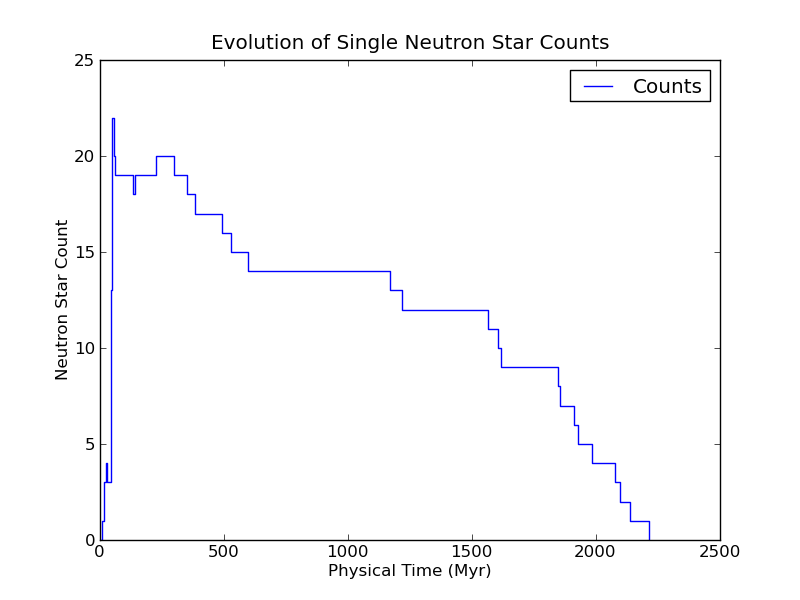 Evolution of Single Neutron Star Counts
Counts
Neutron Star Count
25
20
15
10
5
0
0 500 1000 1500 2000 2500
Physical Time (Myr)